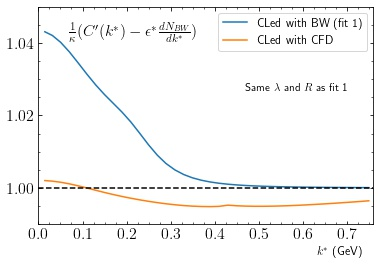 1/κ (C′(k*) − ϵ* dN_BW/dk*)
CLed with BW (fit 1)
CLed with CFD
Same λ and R as fit 1
1.04
1.02
1.00
0.0 0.1 0.2 0.3 0.4 0.5 0.6 0.7
k* (GeV)